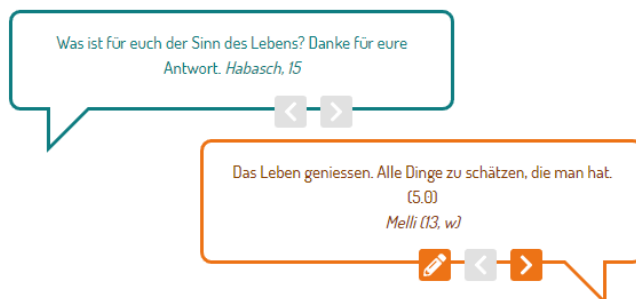 Was ist für euch der Sinn des Lebens? Danke für eure
Antwort. Habasch, 15
Das Leben geniessen. Alle Dinge zu schätzen, die man hat.
(5.0)
Melli (13, w)